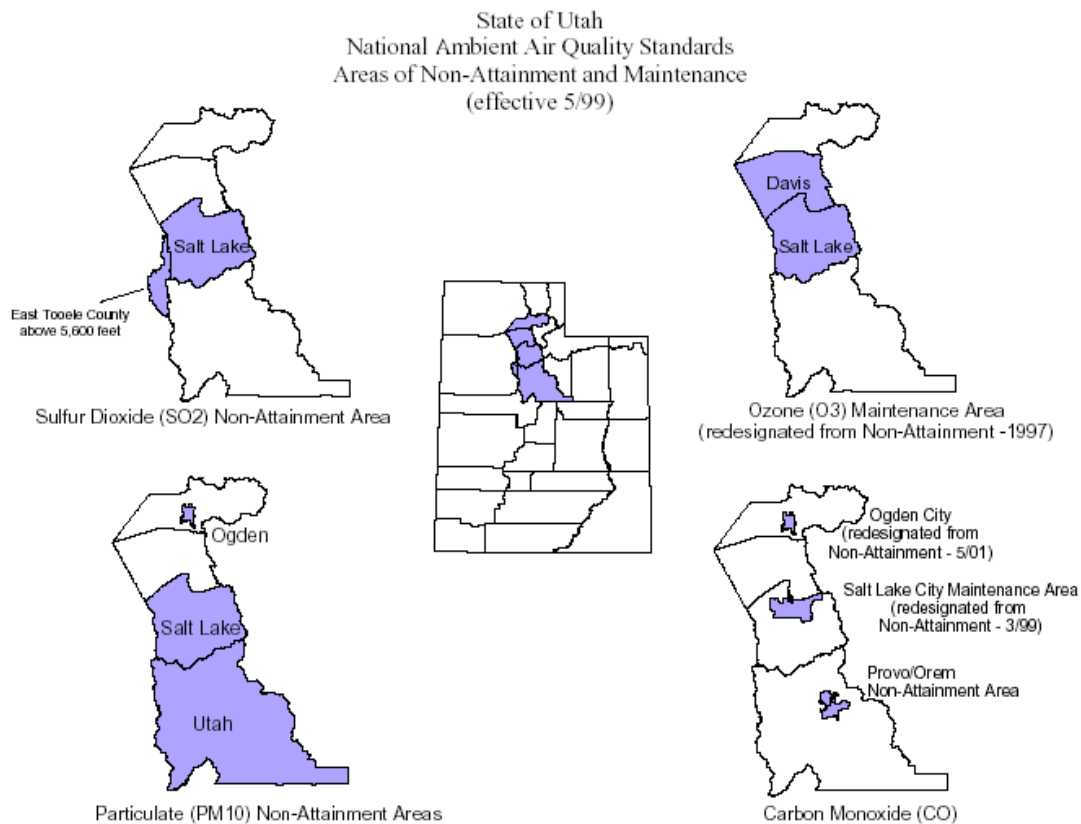 State of Utah
National Ambient Air Quality Standards
Areas of Non-Attainment and Maintenance
(effective 5/99)
Salt Lake
East Tooele County
above 5,600 feet
Sulfur Dioxide (SO2) Non-Attainment Area
Davis
Salt Lake
Ozone (O3) Maintenance Area
(redesignated from Non-Attainment -1997)
Ogden
Salt Lake
Utah
Particulate (PM10) Non-Attainment Areas
Ogden City
(redesignated from
Non-Attainment - 5/01)
Salt Lake City Maintenance Area
(redesignated from
Non-Attainment - 3/99)
Provo/Orem
Non-Attainment Area
Carbon Monoxide (CO)